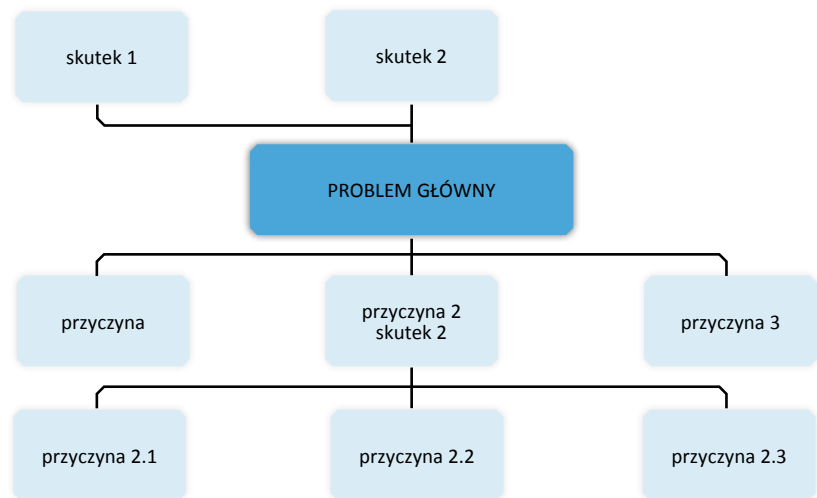 skutek 1
skutek 2
PROBLEM GŁÓWNY
przyczyna
przyczyna 2
skutek 2
przyczyna 3
przyczyna 2.1
przyczyna 2.2
przyczyna 2.3